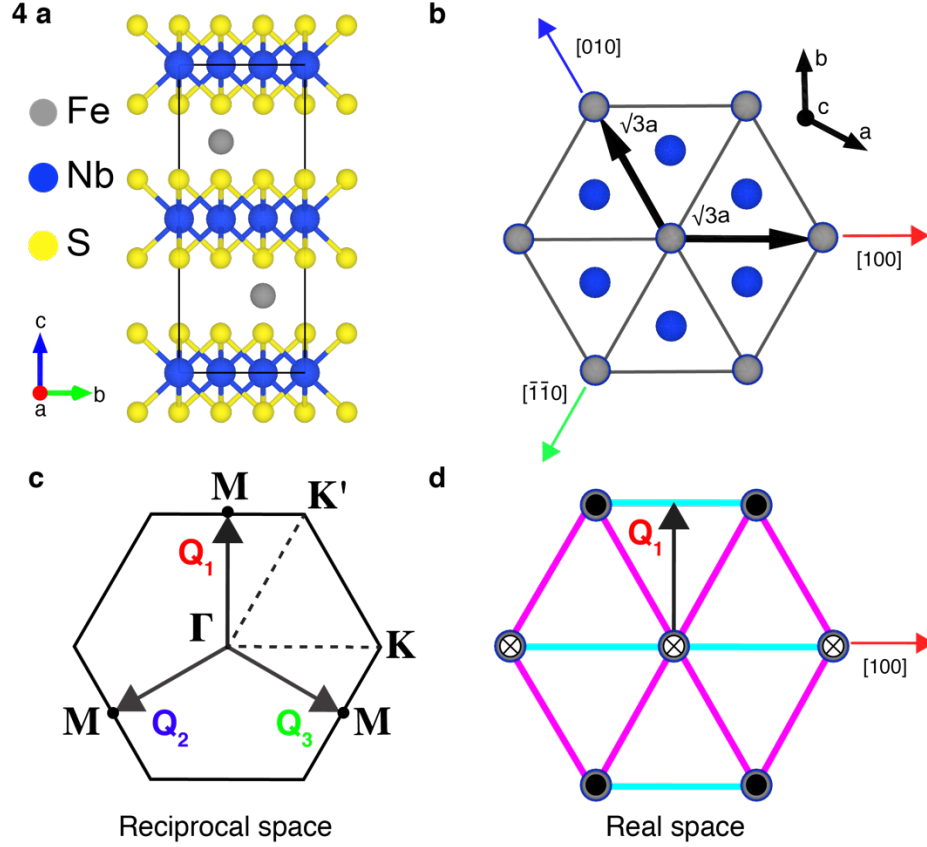 4 a
Fe
Nb
S
c
a
b
b
[010]
√3a
√3a
[100]
[1̅1̅0]
b
c
a
c
M
K'
Q1
Γ
K
M
Q2
Q3
M
Reciprocal space
d
Q1
[100]
Real space